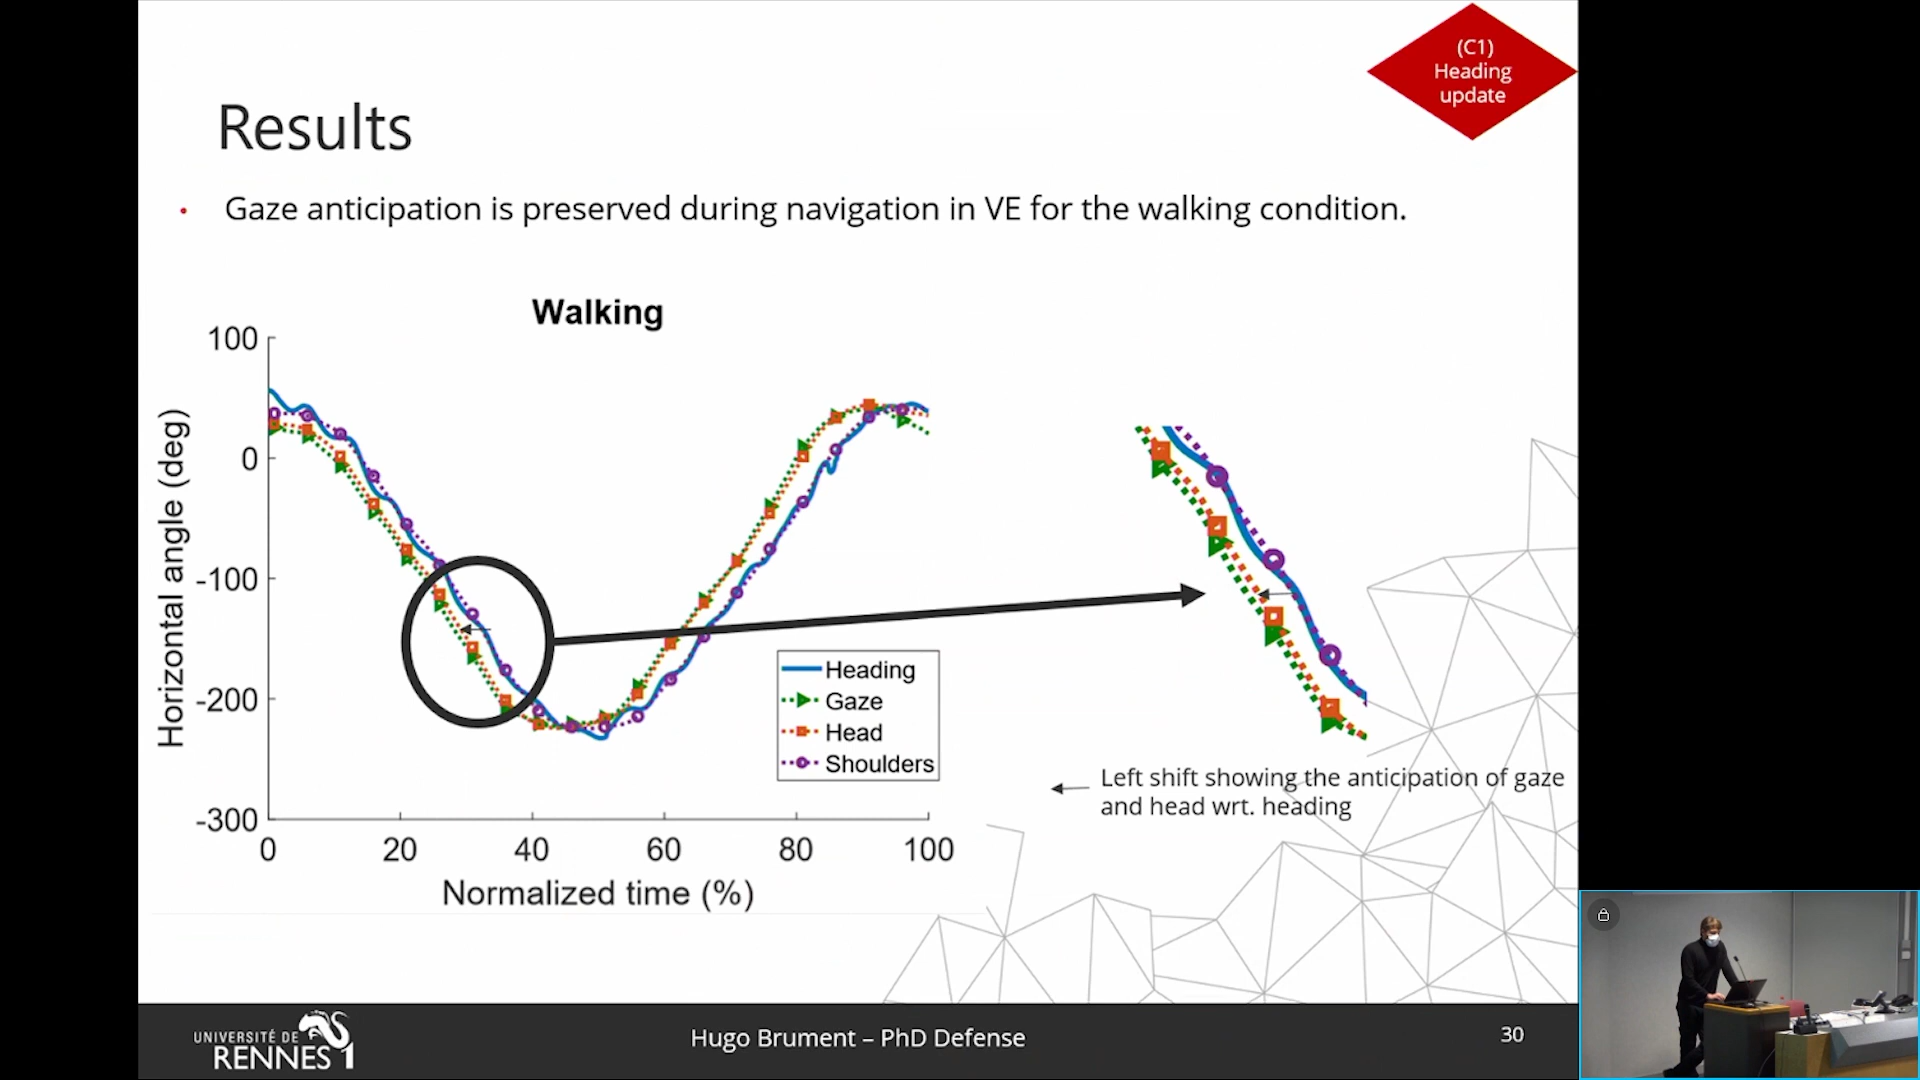 (C1)
Heading
update
Results
• Gaze anticipation is preserved during navigation in VE for the walking condition.
Walking
100
0
-100
-200
-300
Horizontal angle (deg)
0 20 40 60 80 100
Normalized time (%)
Heading
Gaze
Head
Shoulders
Left shift showing the anticipation of gaze
and head wrt. heading
UNIVERSITÉ DE
RENNES 1
Hugo Brument – PhD Defense
30